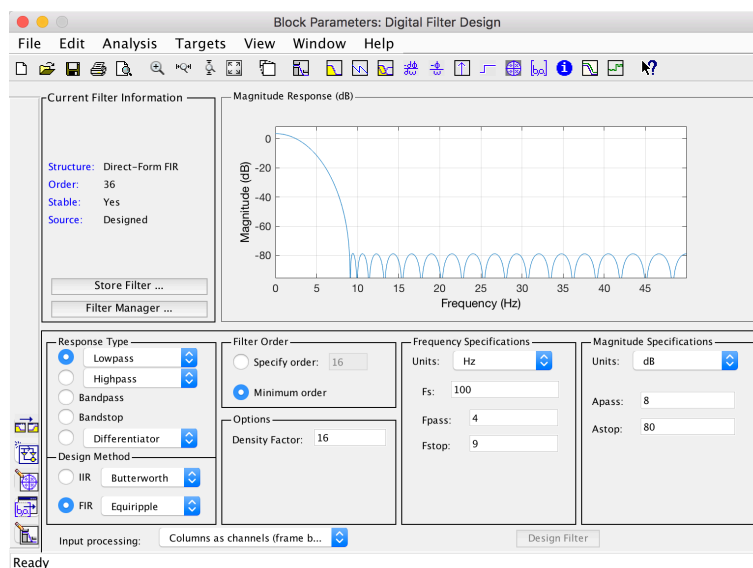 Block Parameters: Digital Filter Design
File Edit Analysis Targets View Window Help
Current Filter Information
Structure: Direct-Form FIR
Order: 36
Stable: Yes
Source: Designed
Store Filter ...
Filter Manager ...
Magnitude Response (dB)
Magnitude (dB)
0
-20
-40
-60
-80
0 5 10 15 20 25 30 35 40 45
Frequency (Hz)
Response Type
Lowpass
Highpass
Bandpass
Bandstop
Differentiator
Design Method
IIR Butterworth
FIR Equiripple
Filter Order
Specify order: 16
Minimum order
Options
Density Factor: 16
Frequency Specifications
Units: Hz
Fs: 100
Fpass: 4
Fstop: 9
Magnitude Specifications
Units: dB
Apass: 8
Astop: 80
Input processing: Columns as channels (frame b...
Design Filter
Ready